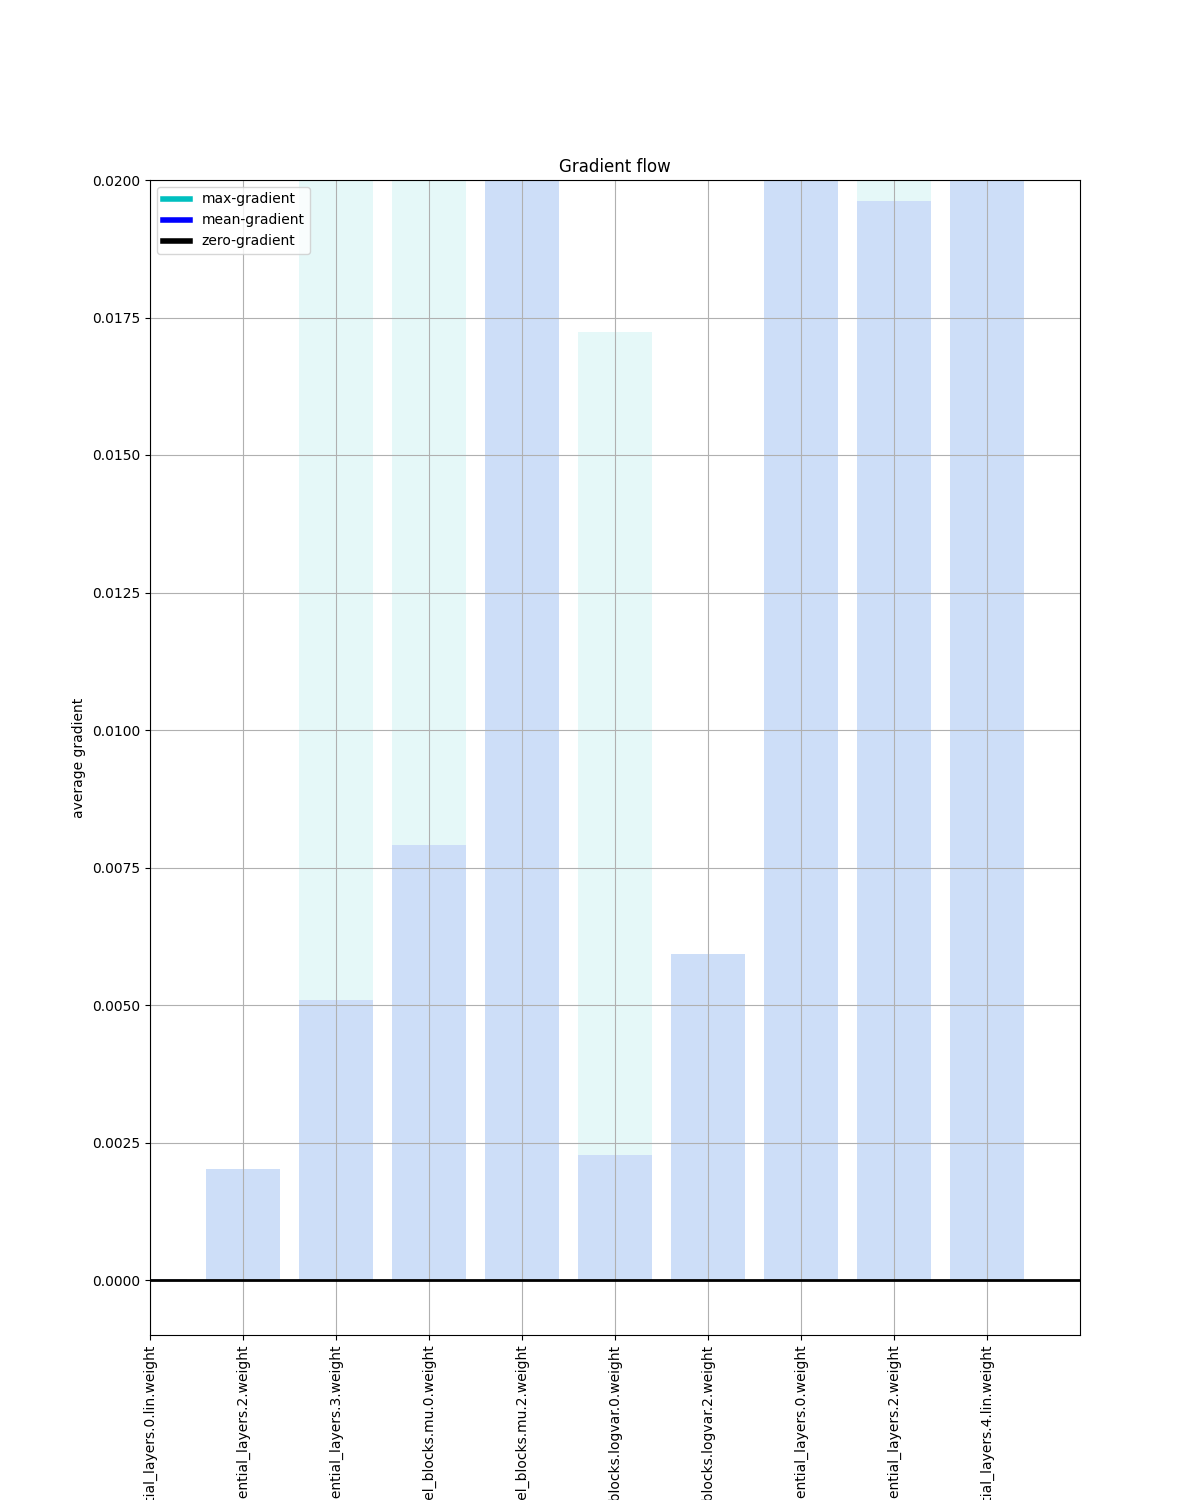 Gradient flow
max-gradient
mean-gradient
zero-gradient
0.0200
0.0175
0.0150
0.0125
0.0100
0.0075
0.0050
0.0025
0.0000
average gradient
tial_layers.0.lin.weight
ential_layers.2.weight
ential_layers.3.weight
el_blocks.mu.0.weight
el_blocks.mu.2.weight
blocks.logvar.0.weight
blocks.logvar.2.weight
ential_layers.0.weight
ential_layers.2.weight
tial_layers.4.lin.weight